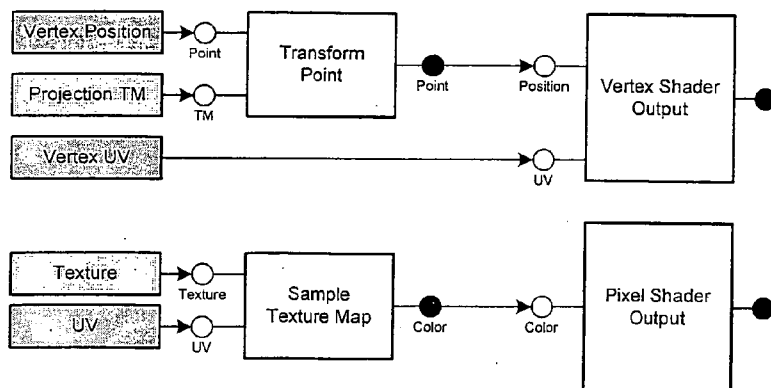 Vertex Position
Point
Transform
Point
Point
Position
Vertex Shader
Output
Projection TM
TM
Vertex UV
UV
Texture
Texture
Sample
Texture Map
Color
Color
Pixel Shader
Output
UV
UV